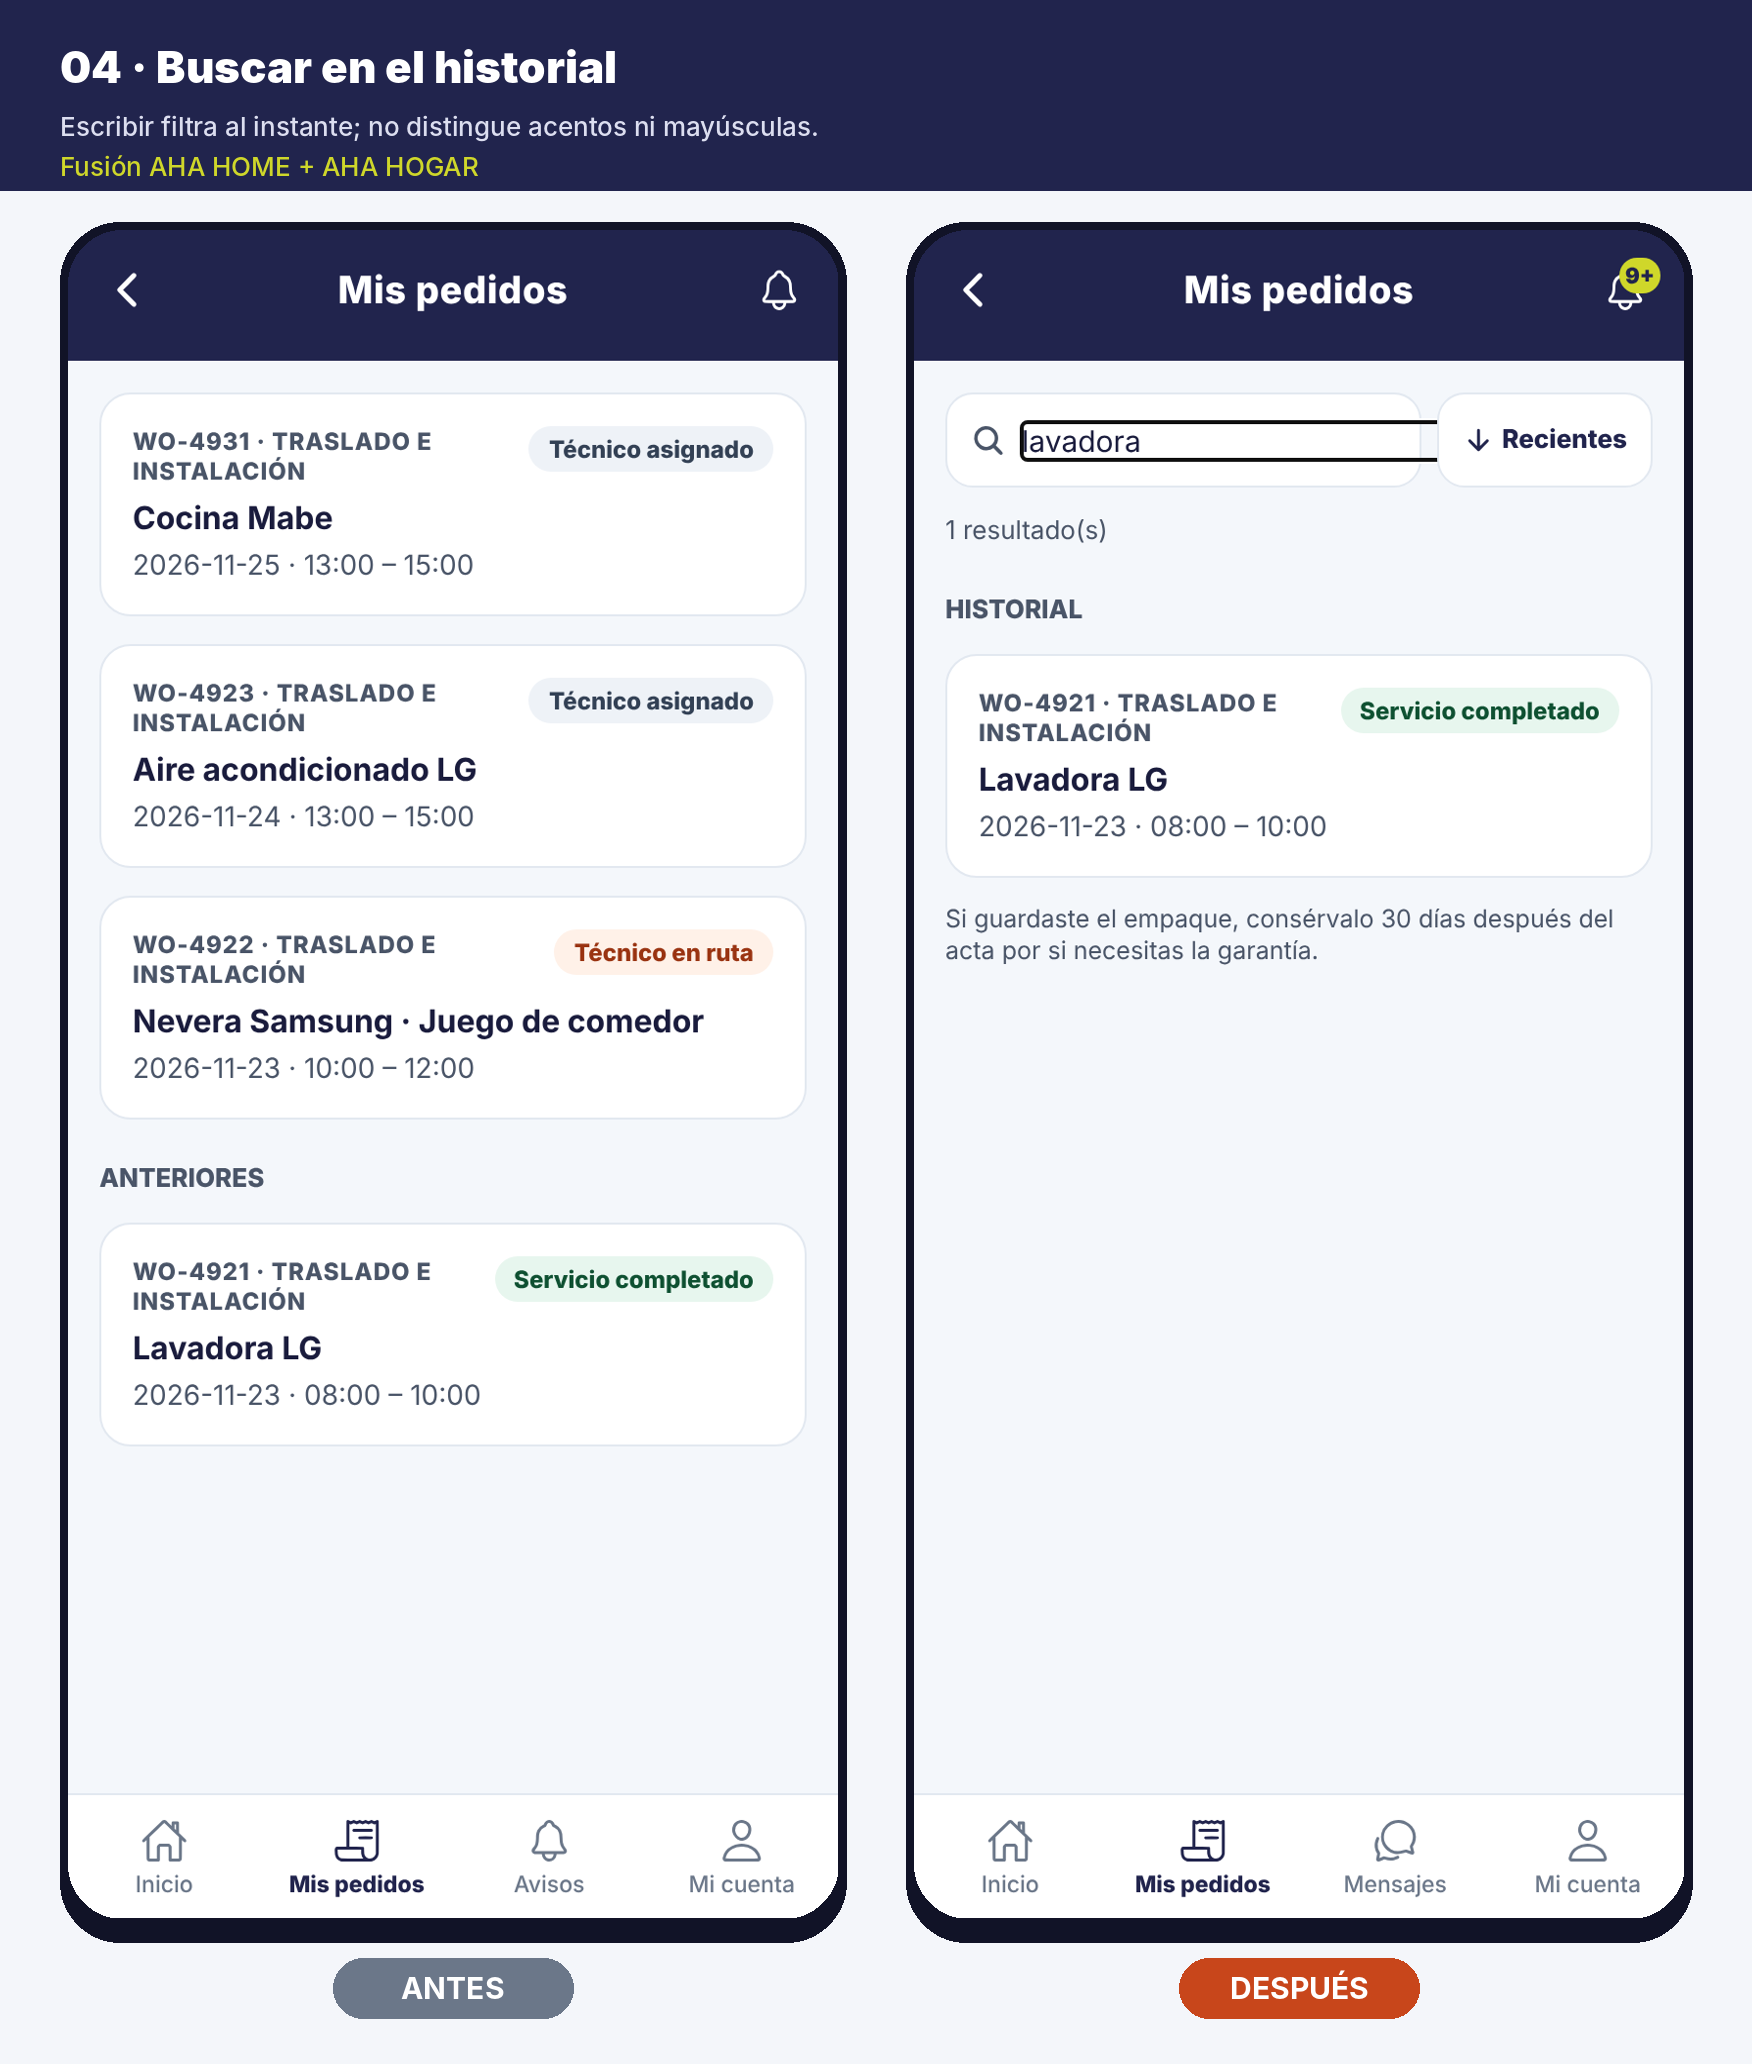 04 · Buscar en el historial
Escribir filtra al instante; no distingue acentos ni mayúsculas.
Fusión AHA HOME + AHA HOGAR
Mis pedidos
WO-4931 · TRASLADO E
INSTALACIÓN
Técnico asignado
Cocina Mabe
2026-11-25 · 13:00 – 15:00
WO-4923 · TRASLADO E
INSTALACIÓN
Técnico asignado
Aire acondicionado LG
2026-11-24 · 13:00 – 15:00
WO-4922 · TRASLADO E
INSTALACIÓN
Técnico en ruta
Nevera Samsung · Juego de comedor
2026-11-23 · 10:00 – 12:00
ANTERIORES
WO-4921 · TRASLADO E
INSTALACIÓN
Servicio completado
Lavadora LG
2026-11-23 · 08:00 – 10:00
Inicio
Mis pedidos
Avisos
Mi cuenta
ANTES
Mis pedidos
9+
lavadora
Recientes
1 resultado(s)
HISTORIAL
WO-4921 · TRASLADO E
INSTALACIÓN
Servicio completado
Lavadora LG
2026-11-23 · 08:00 – 10:00
Si guardaste el empaque, consérvalo 30 días después del
acta por si necesitas la garantía.
Inicio
Mis pedidos
Mensajes
Mi cuenta
DESPUÉS